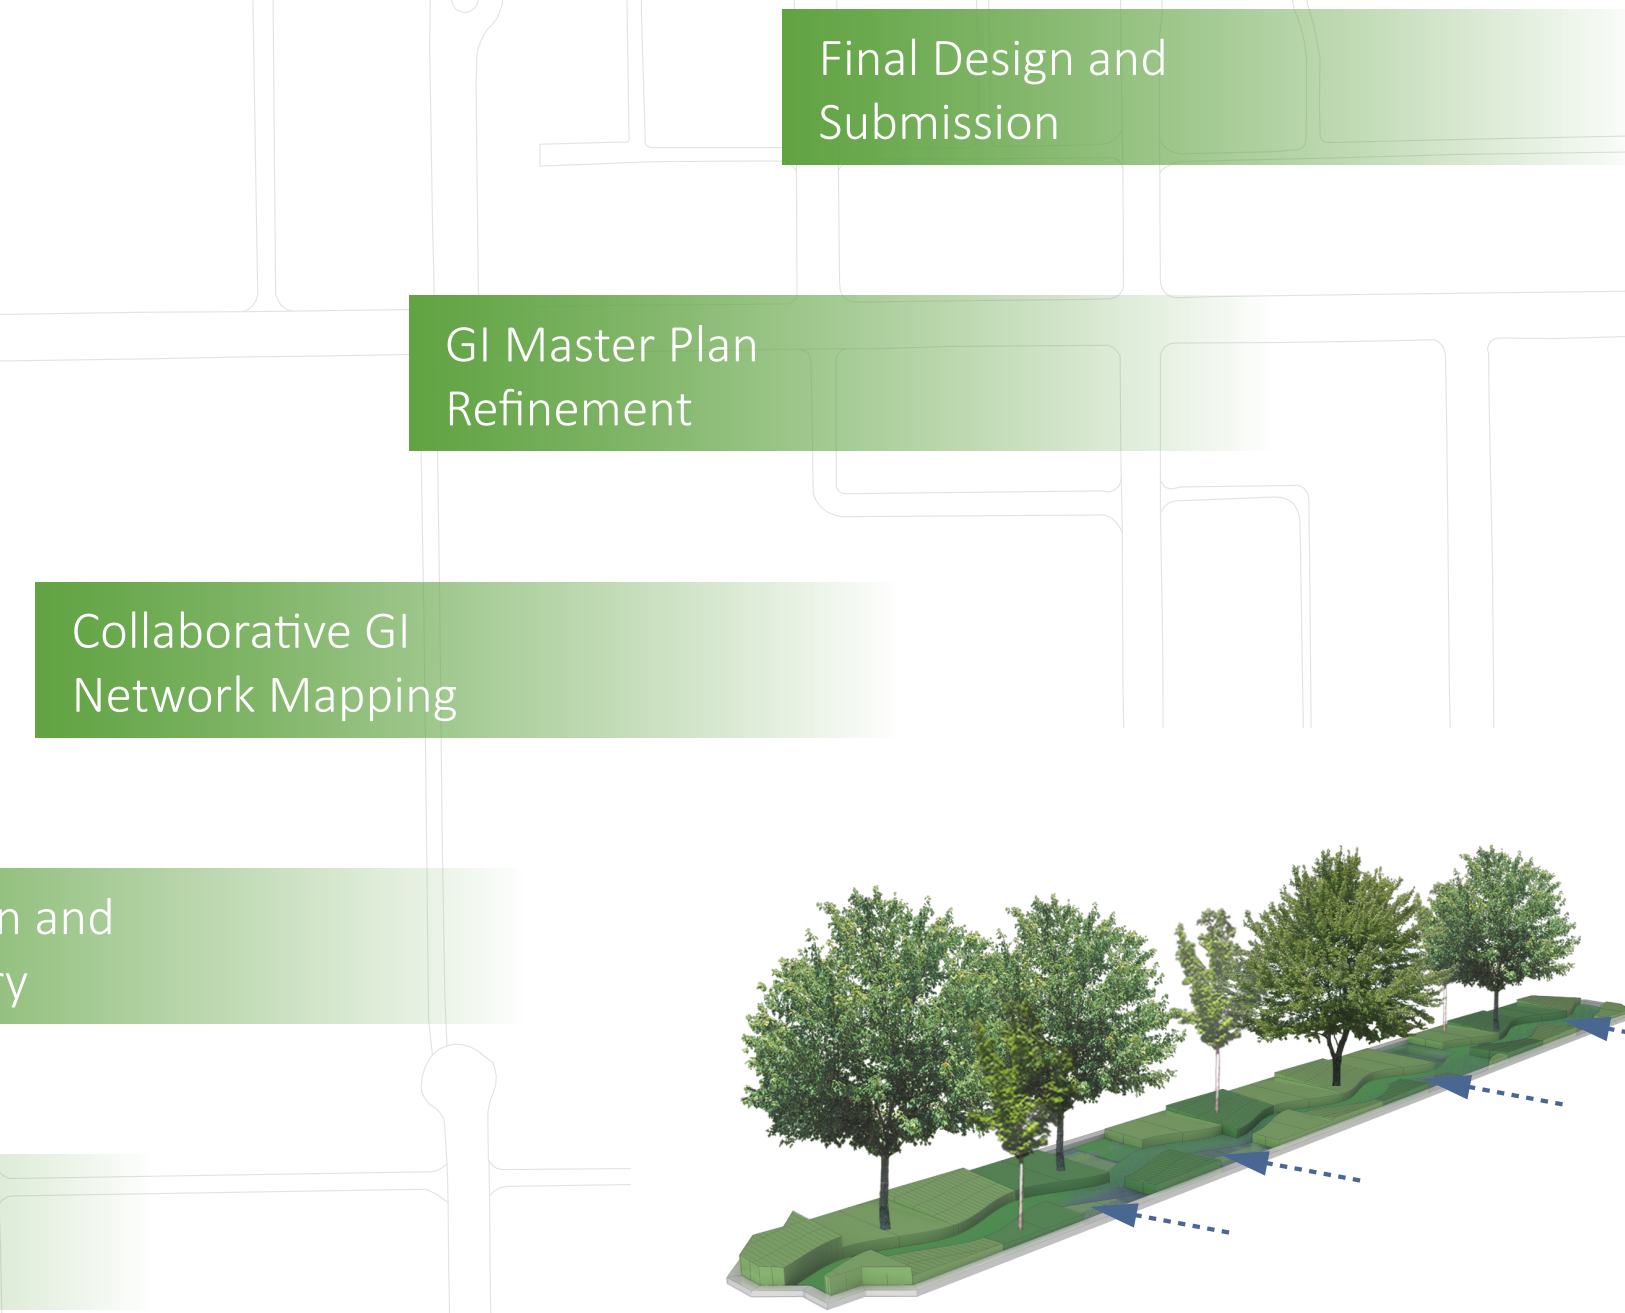 Final Design and
Submission
GI Master Plan
Refinement
Collaborative GI
Network Mapping
and